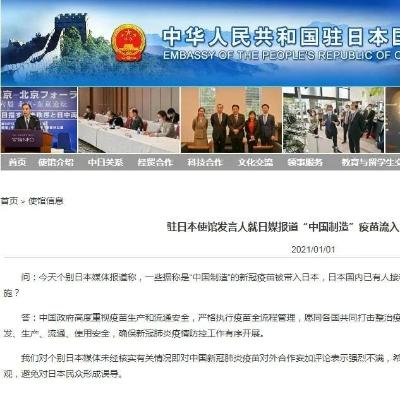 中华人民共和国驻日本国
EMBASSY OF THE PEOPLE'S REPUBLIC OF C
京-北京フォーラ
首页 使馆介绍 中日关系 经贸合作 科技合作 文化交流 领事服务 教育与留学生交
首页 > 使馆信息
驻日本使馆发言人就日媒报道“中国制造”疫苗流入
2021/01/01
问：今天个别日本媒体报道称，一些据称是“中国制造”的新冠疫苗被带入日本，日本国内已有人接
施？
答：中国政府高度重视疫苗生产和流通安全，严格执行疫苗全流程管理，愿同各国共同打击整治疫
发、生产、流通、使用安全，确保新冠肺炎疫情防控工作有序开展。
我们对个别日本媒体未经核实有关情况即对中国新冠肺炎疫苗对外合作妄加评论表示强烈不满，希
观，避免对日本民众形成误导。